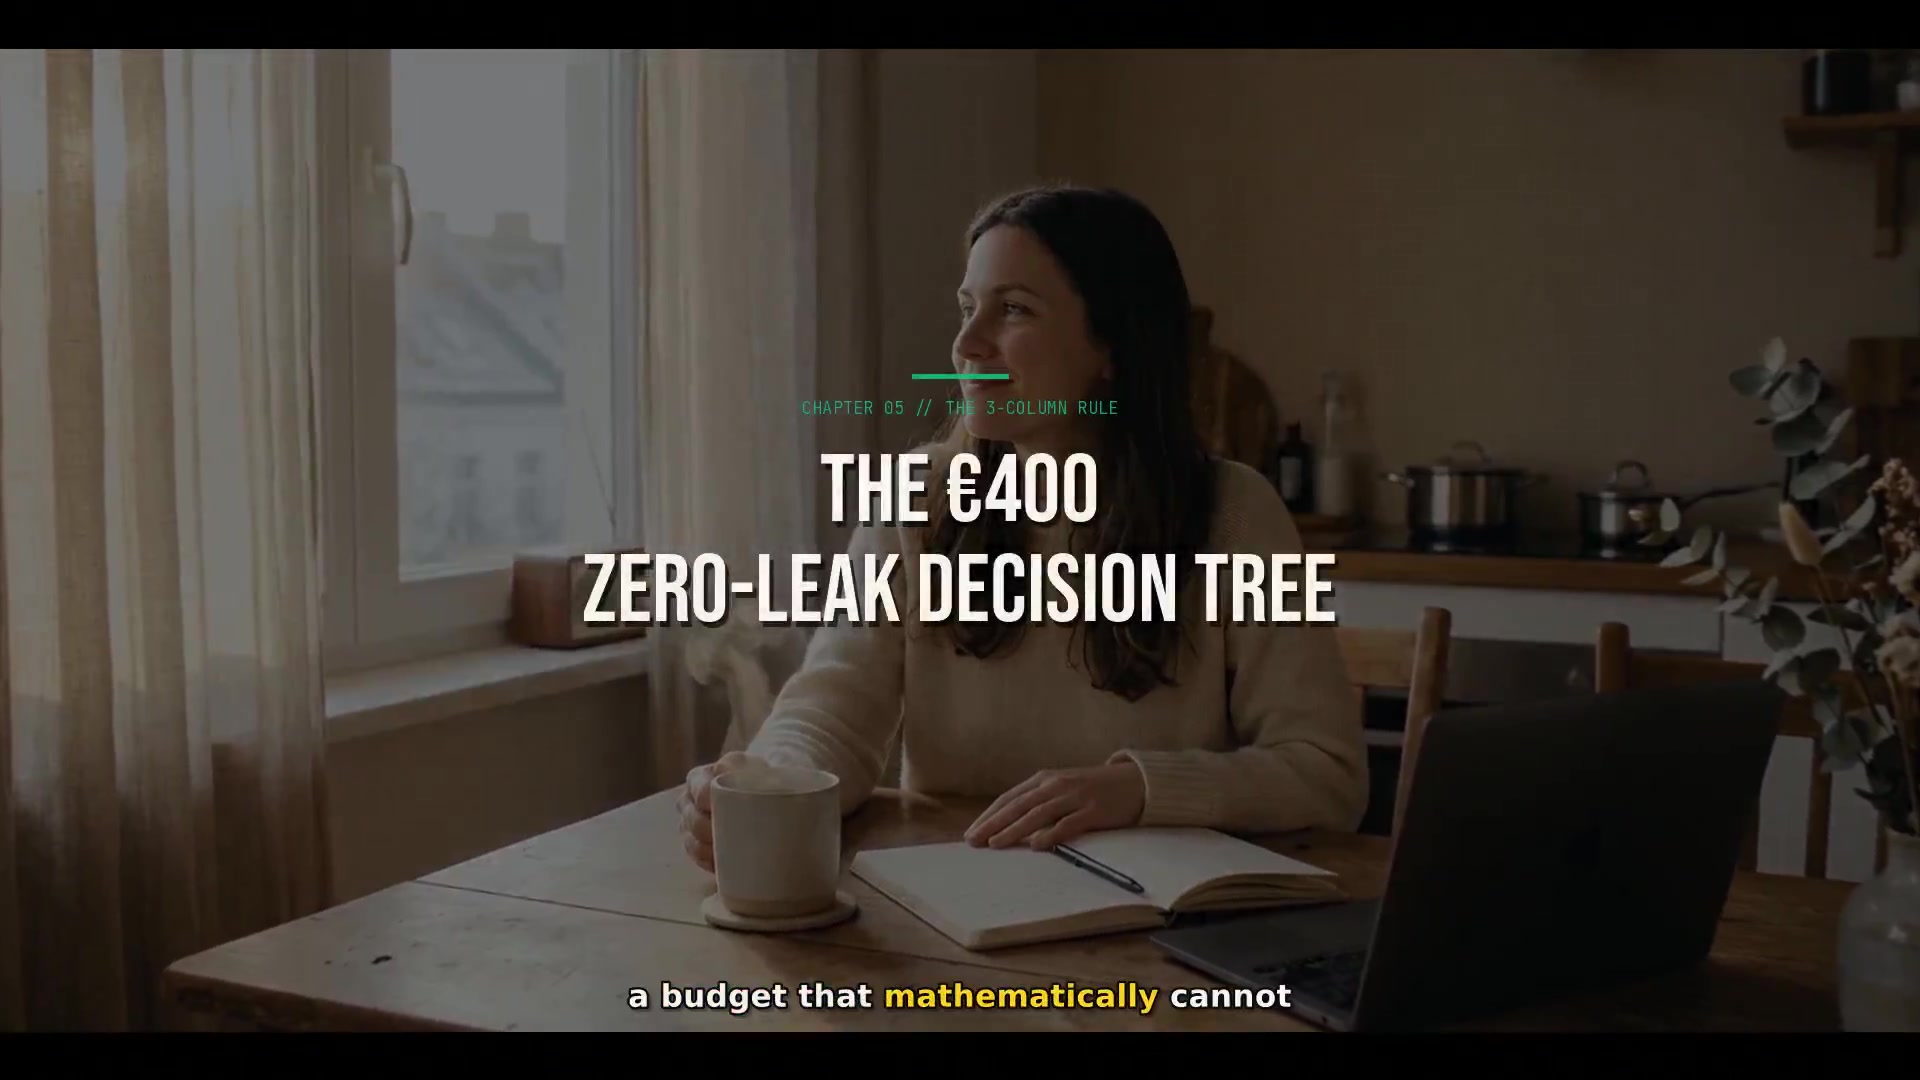 CHAPTER 05 // THE 3-COLUMN RULE
THE €400
ZERO-LEAK DECISION TREE
a budget that mathematically cannot